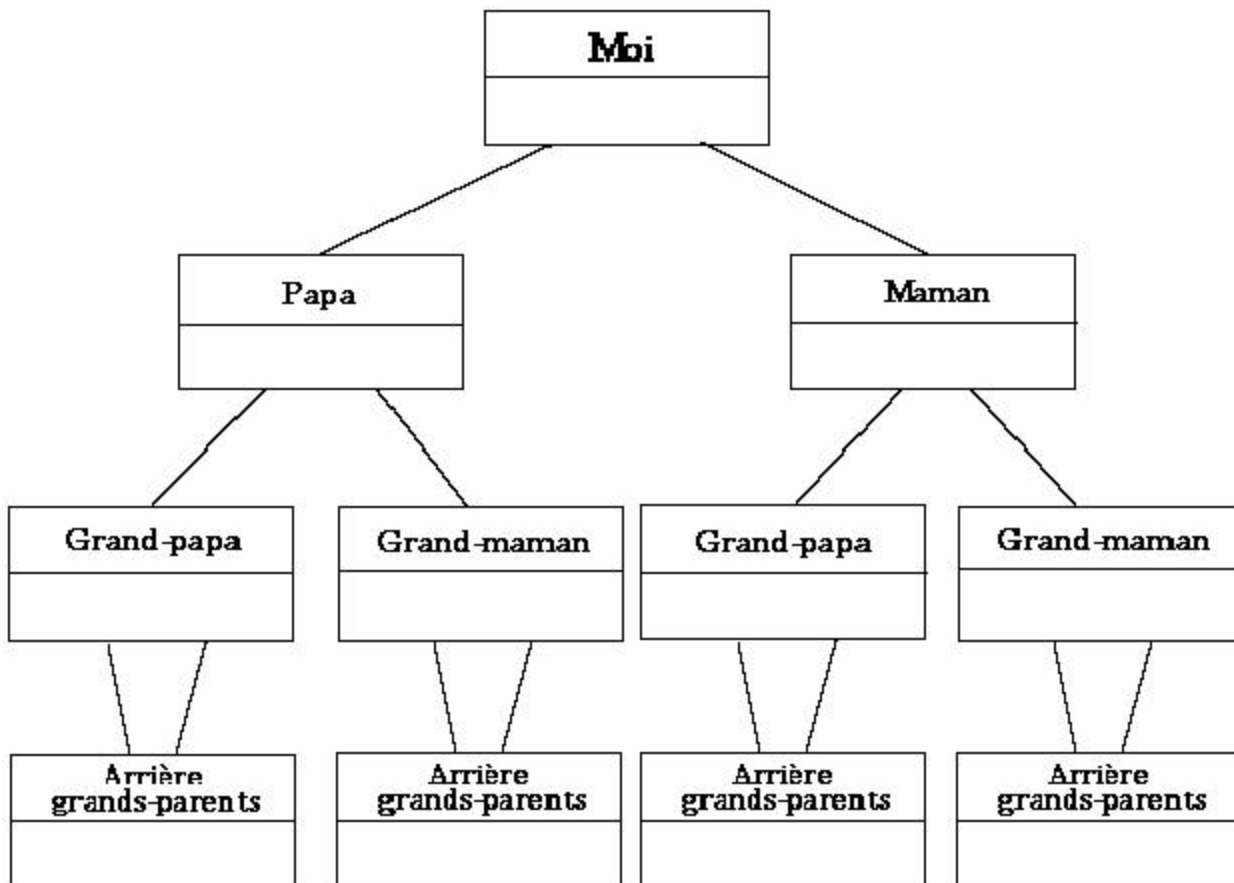 Moi
Papa
Maman
Grand-papa
Grand-maman
Grand-papa
Grand-maman
Arrière
grands-parents
Arrière
grands-parents
Arrière
grands-parents
Arrière
grands-parents